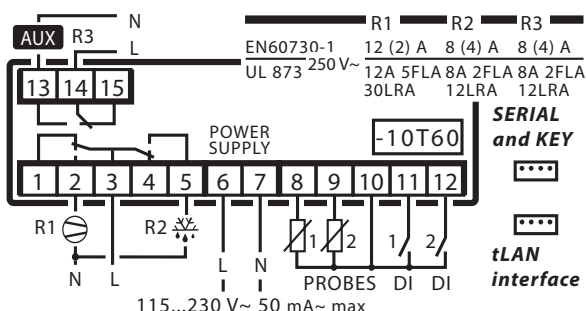 N R1 R2 R3
AUX R3 L
EN60730-1 250 V~ 12 (2) A 8 (4) A 8 (4) A
UL 873 12A 5FLA 8A 2FLA 8A 2FLA
30LRA 12LRA 12LRA
13 14 15
SERIAL
and KEY
POWER
SUPPLY
-10T60
1 2 3 4 5 6 7 8 9 10 11 12
R1 R2 1 2 1 2
tLAN
interface
N L L N PROBES DI DI
115...230 V~ 50 mA~ max